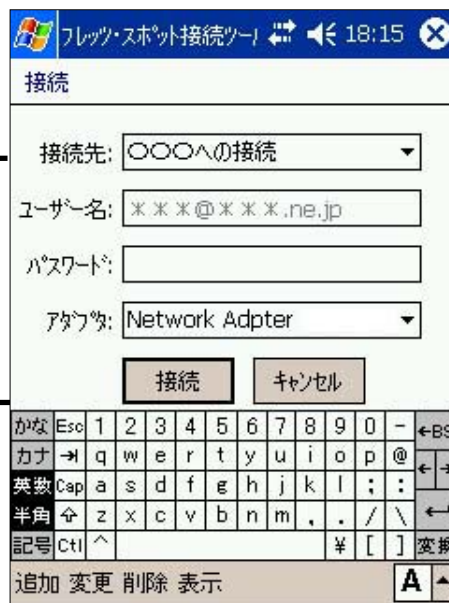 フレッツ・スポット接続ツール 18:15
接続
接続先: 〇〇〇への接続
ユーザー名: ＊＊＊@＊＊＊.ne.jp
パスワード:
アダプタ: Network Adpter
接続 キャンセル
かな Esc 1 2 3 4 5 6 7 8 9 0 - ←BS
カナ →| q w e r t y u i o p @ ← →
英数 Cap a s d f g h j k l ; :
半角 ⇧ z x c v b n m , . / \ ↵
記号 Ctl ^ ¥ [ ] 変換
追加 変更 削除 表示 A